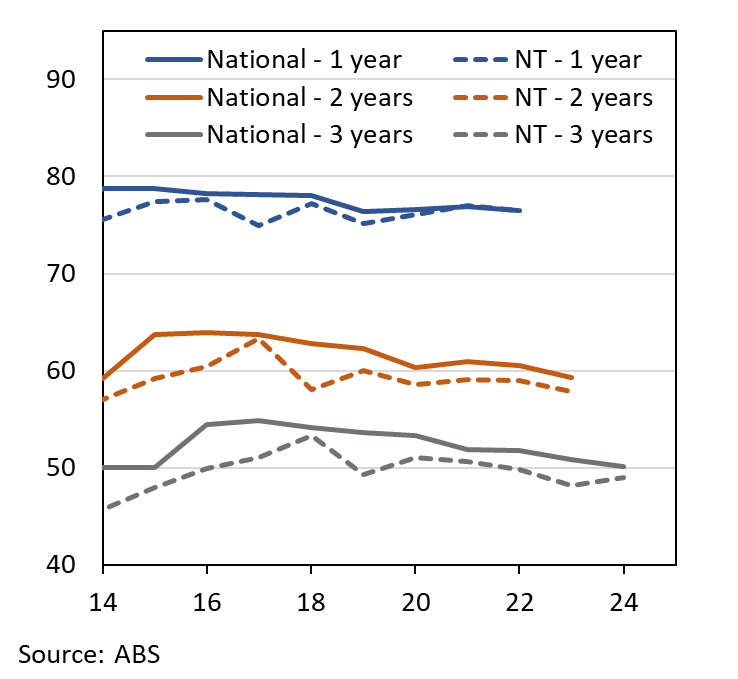 National - 1 year NT - 1 year
National - 2 years NT - 2 years
National - 3 years NT - 3 years
90
80
70
60
50
40
14 16 18 20 22 24
Source: ABS